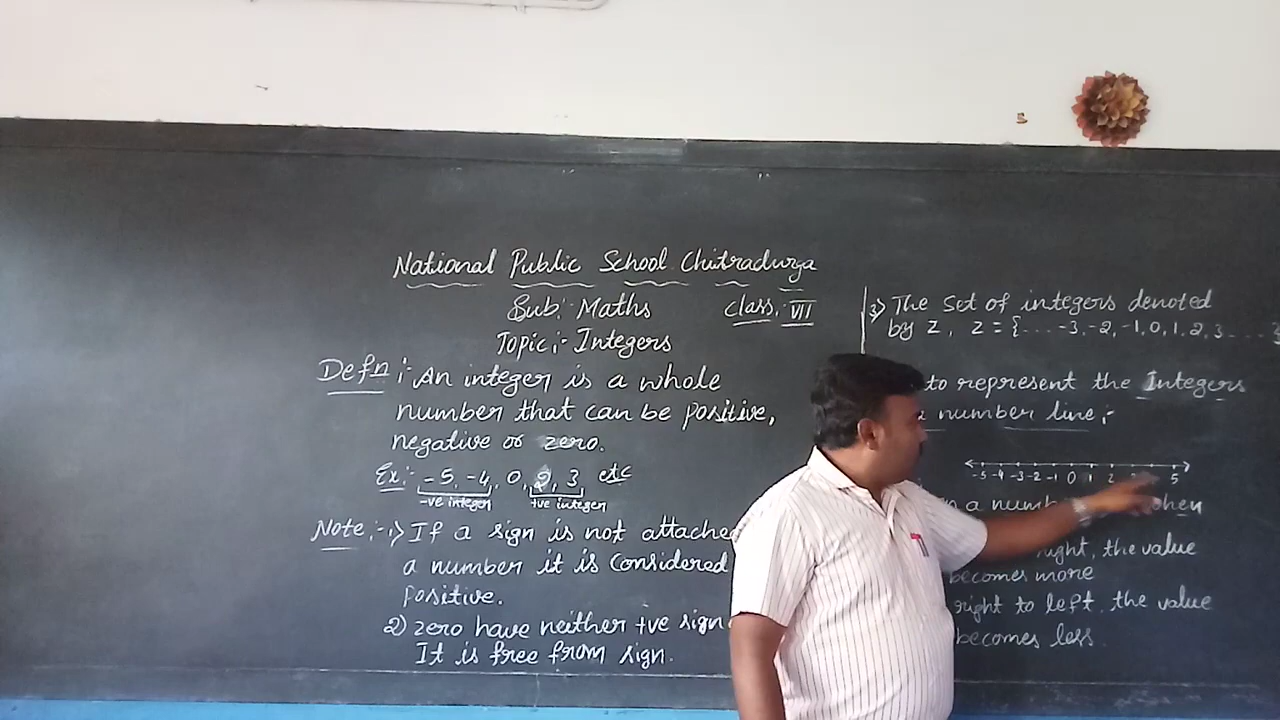 National Public School Chitradurga
Sub:- Maths Class:- VII
Topic:- Integers
Defn:- An integer is a whole
number that can be positive,
negative or zero.
Ex:- -5, -4, 0, 2, 3 etc
-ve integer +ve integer
Note:- 1) If a sign is not attached
a number it is considered
positive.
2) zero have neither +ve sign
It is free from sign.
3) The Set of integers denoted
by Z, Z = {.... -3, -2, -1, 0, 1, 2, 3 .... }
to represent the Integers
number line:-
-5 -4 -3 -2 -1 0 1 2 5
a
right, the value
becomes more
right to left, the value
becomes less.